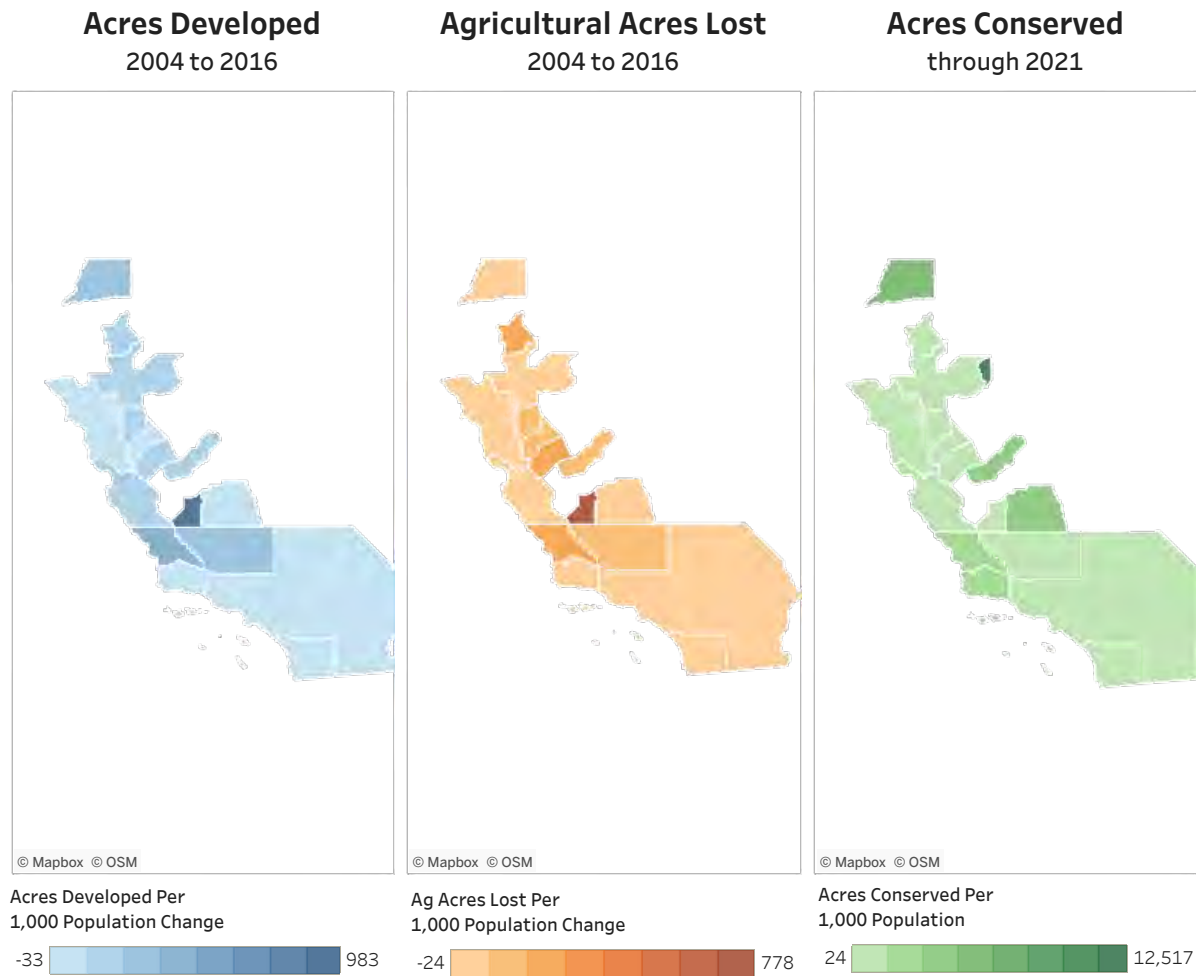 Acres Developed
2004 to 2016
Agricultural Acres Lost
2004 to 2016
Acres Conserved
through 2021
© Mapbox © OSM
© Mapbox © OSM
© Mapbox © OSM
Acres Developed Per
1,000 Population Change
-33 983
Ag Acres Lost Per
1,000 Population Change
-24 778
Acres Conserved Per
1,000 Population
24 12,517